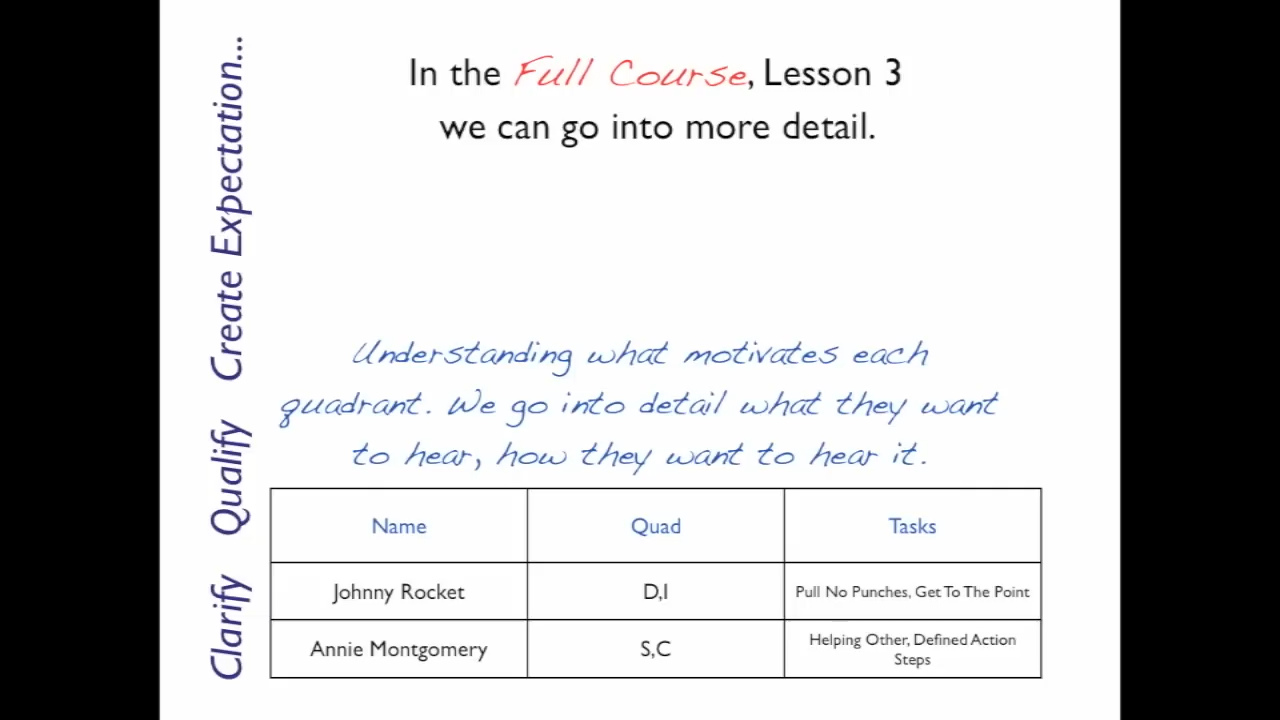 Clarify Qualify Create Expectation...
In the Full Course, Lesson 3
we can go into more detail.
Understanding what motivates each
quadrant. We go into detail what they want
to hear, how they want to hear it.
Name Quad Tasks
Johnny Rocket D,I Pull No Punches, Get To The Point
Annie Montgomery S,C Helping Other, Defined Action
Steps